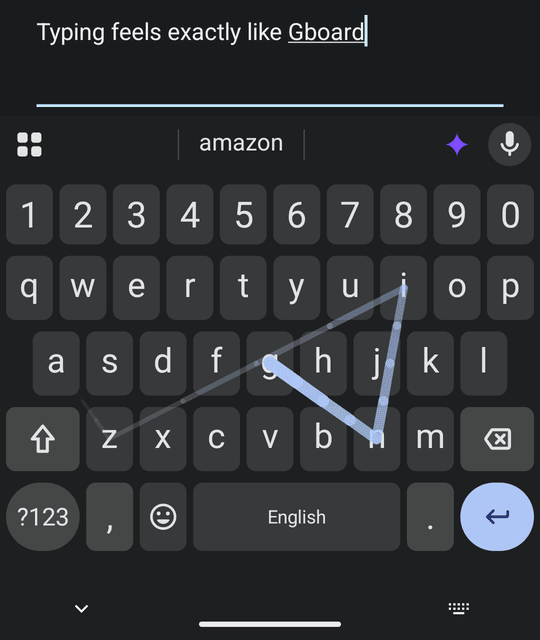 Typing feels exactly like Gboard
amazon
1 2 3 4 5 6 7 8 9 0
q w e r t y u i o p
a s d f g h j k l
z x c v b n m
?123 , English .